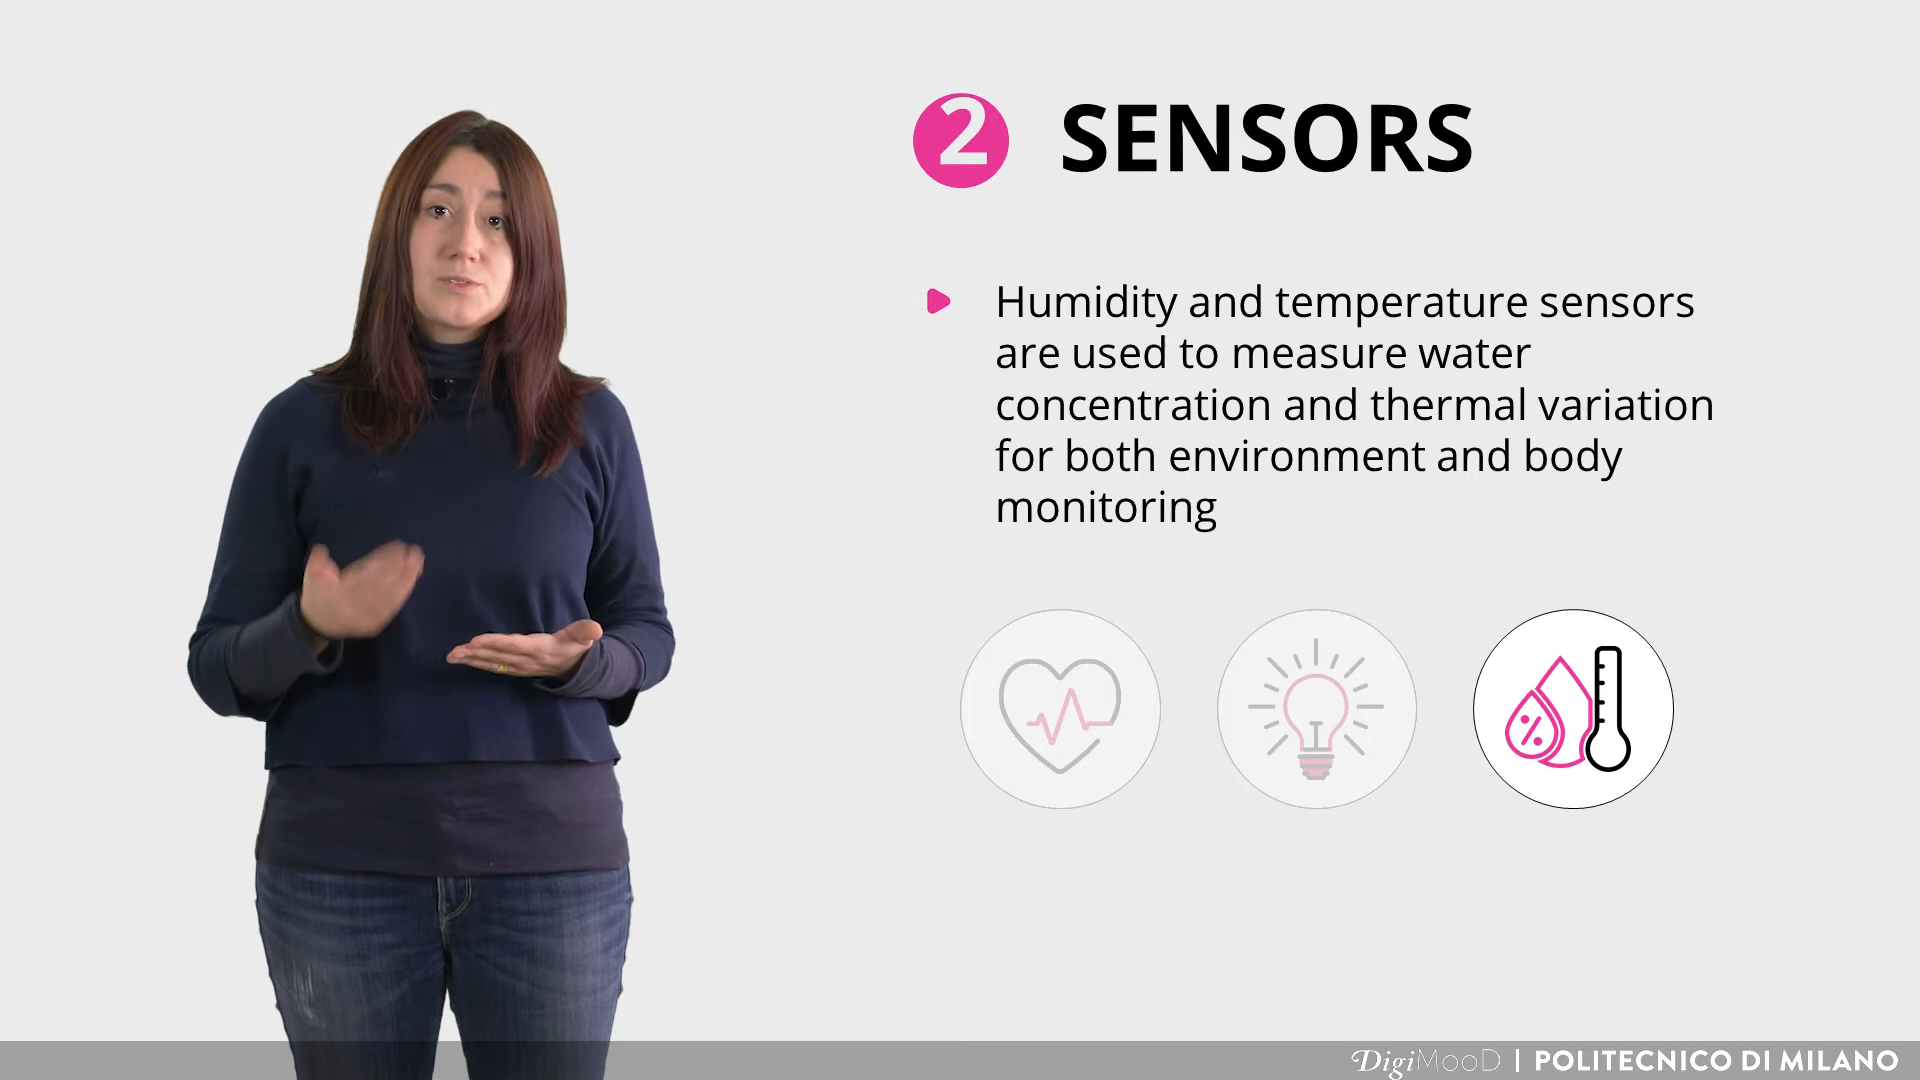 2 SENSORS
Humidity and temperature sensors
are used to measure water
concentration and thermal variation
for both environment and body
monitoring
%
DigiMooD | POLITECNICO DI MILANO